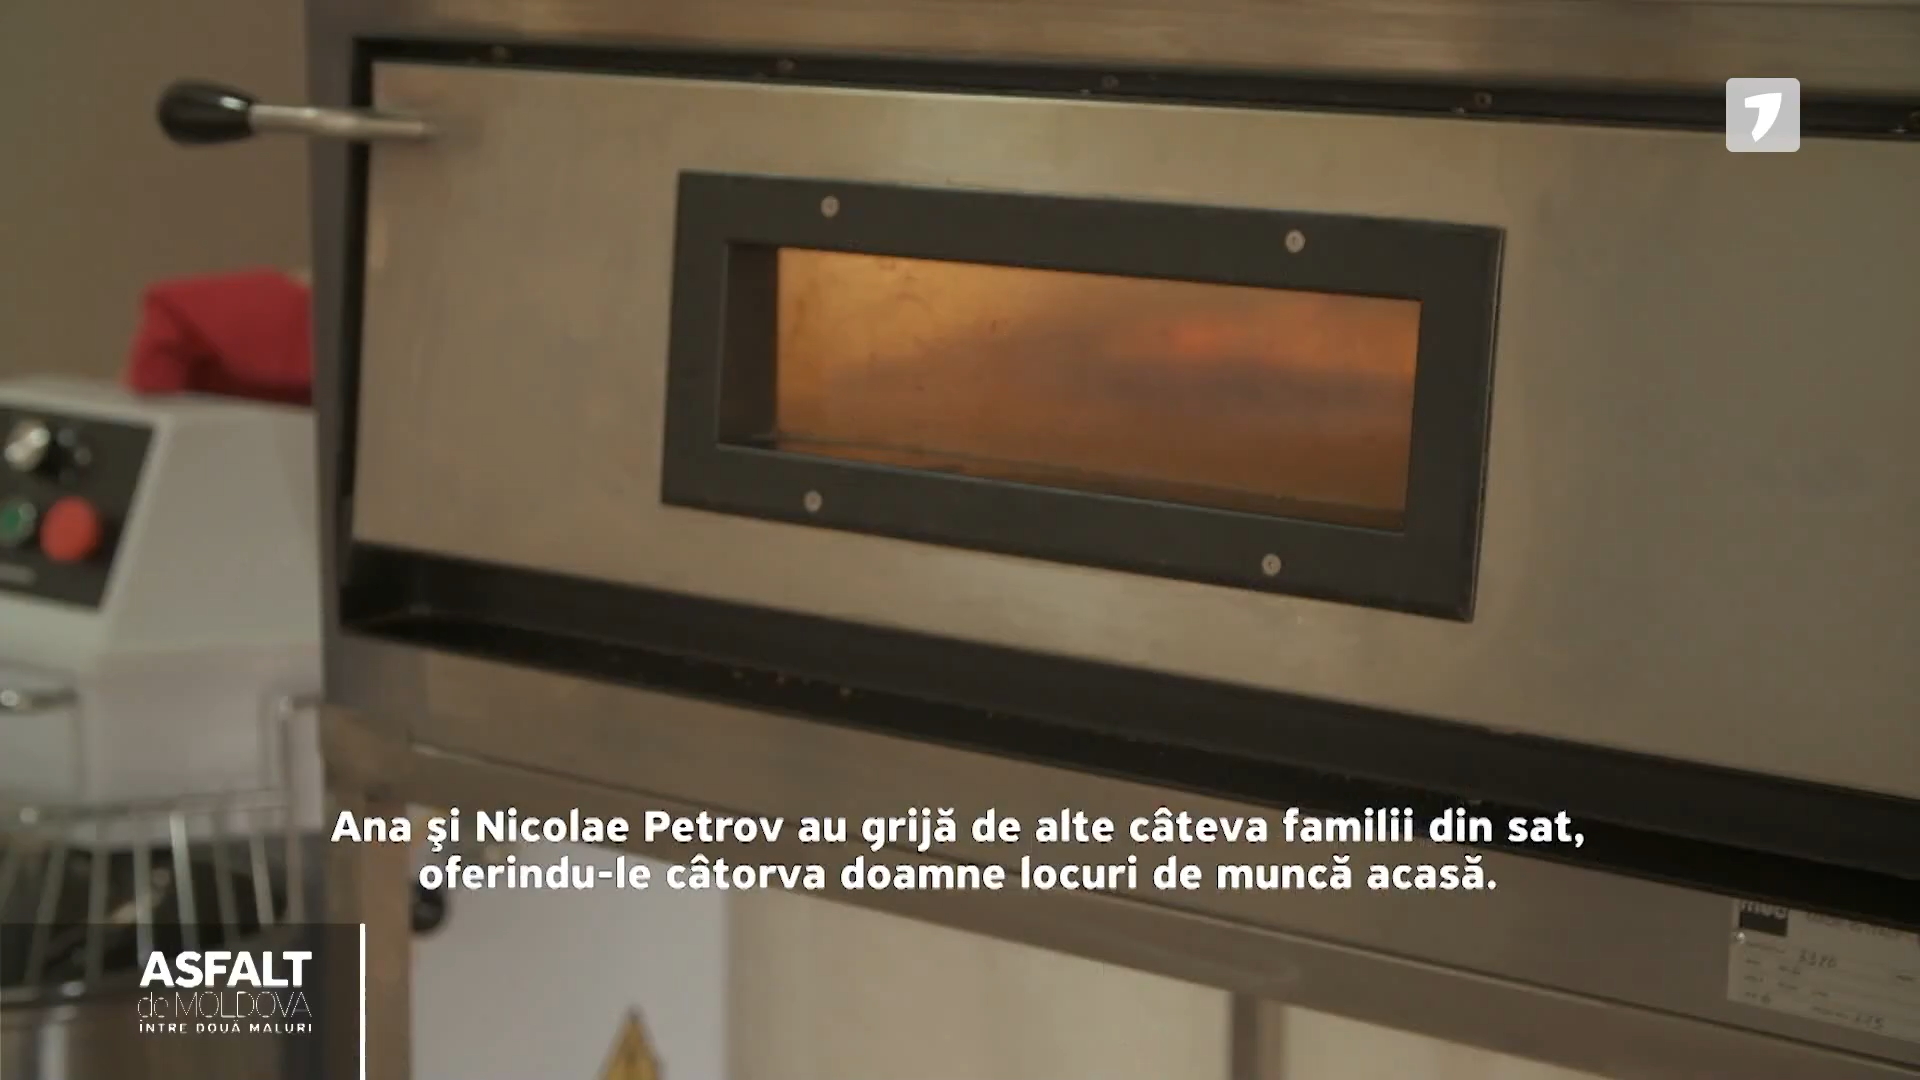 Ana și Nicolae Petrov au grijă de alte câteva familii din sat,
oferindu-le câtorva doamne locuri de muncă acasă.
ASFALT
de MOLDOVA
ÎNTRE DOUĂ MALURI